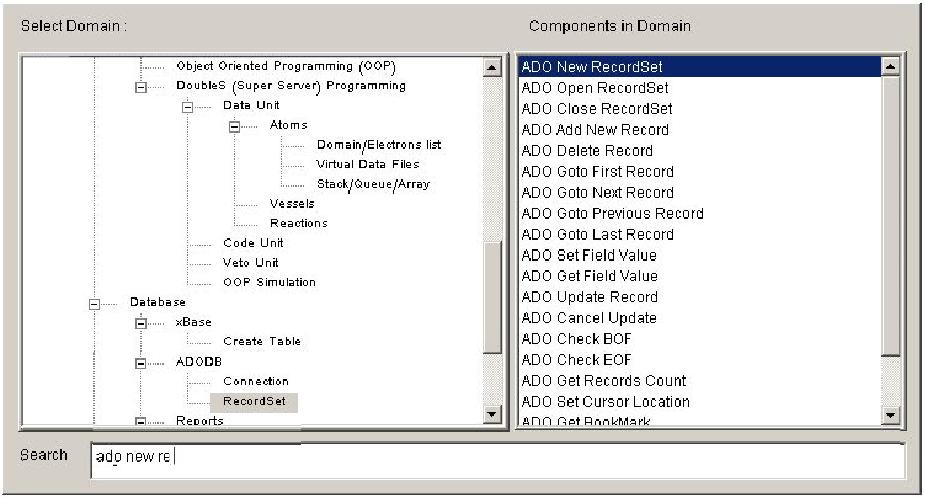 Select Domain :
Object Oriented Programming (OOP)
DoubleS (Super Server) Programming
Data Unit
Atoms
Domain/Electrons list
Virtual Data Files
Stack/Queue/Array
Vessels
Reactions
Code Unit
Veto Unit
OOP Simulation
Database
xBase
Create Table
ADODB
Connection
RecordSet
Reports
Components in Domain
ADO New RecordSet
ADO Open RecordSet
ADO Close RecordSet
ADO Add New Record
ADO Delete Record
ADO Goto First Record
ADO Goto Next Record
ADO Goto Previous Record
ADO Goto Last Record
ADO Set Field Value
ADO Get Field Value
ADO Update Record
ADO Cancel Update
ADO Check BOF
ADO Check EOF
ADO Get Records Count
ADO Set Cursor Location
ADO Get BookMark
Search
ado new re